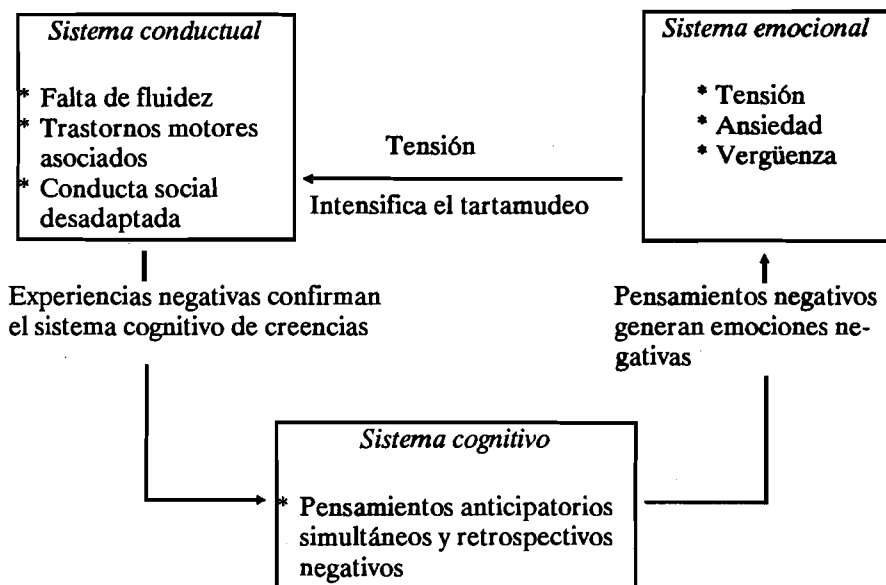 Sistema conductual
* Falta de fluidez
* Trastornos motores
asociados
* Conducta social
desadaptada
Sistema emocional
* Tensión
* Ansiedad
* Vergüenza
Tensión
Intensifica el tartamudeo
Experiencias negativas confirman
el sistema cognitivo de creencias
Pensamientos negativos
generan emociones ne-
gativas
Sistema cognitivo
* Pensamientos anticipatorios
simultáneos y retrospectivos
negativos